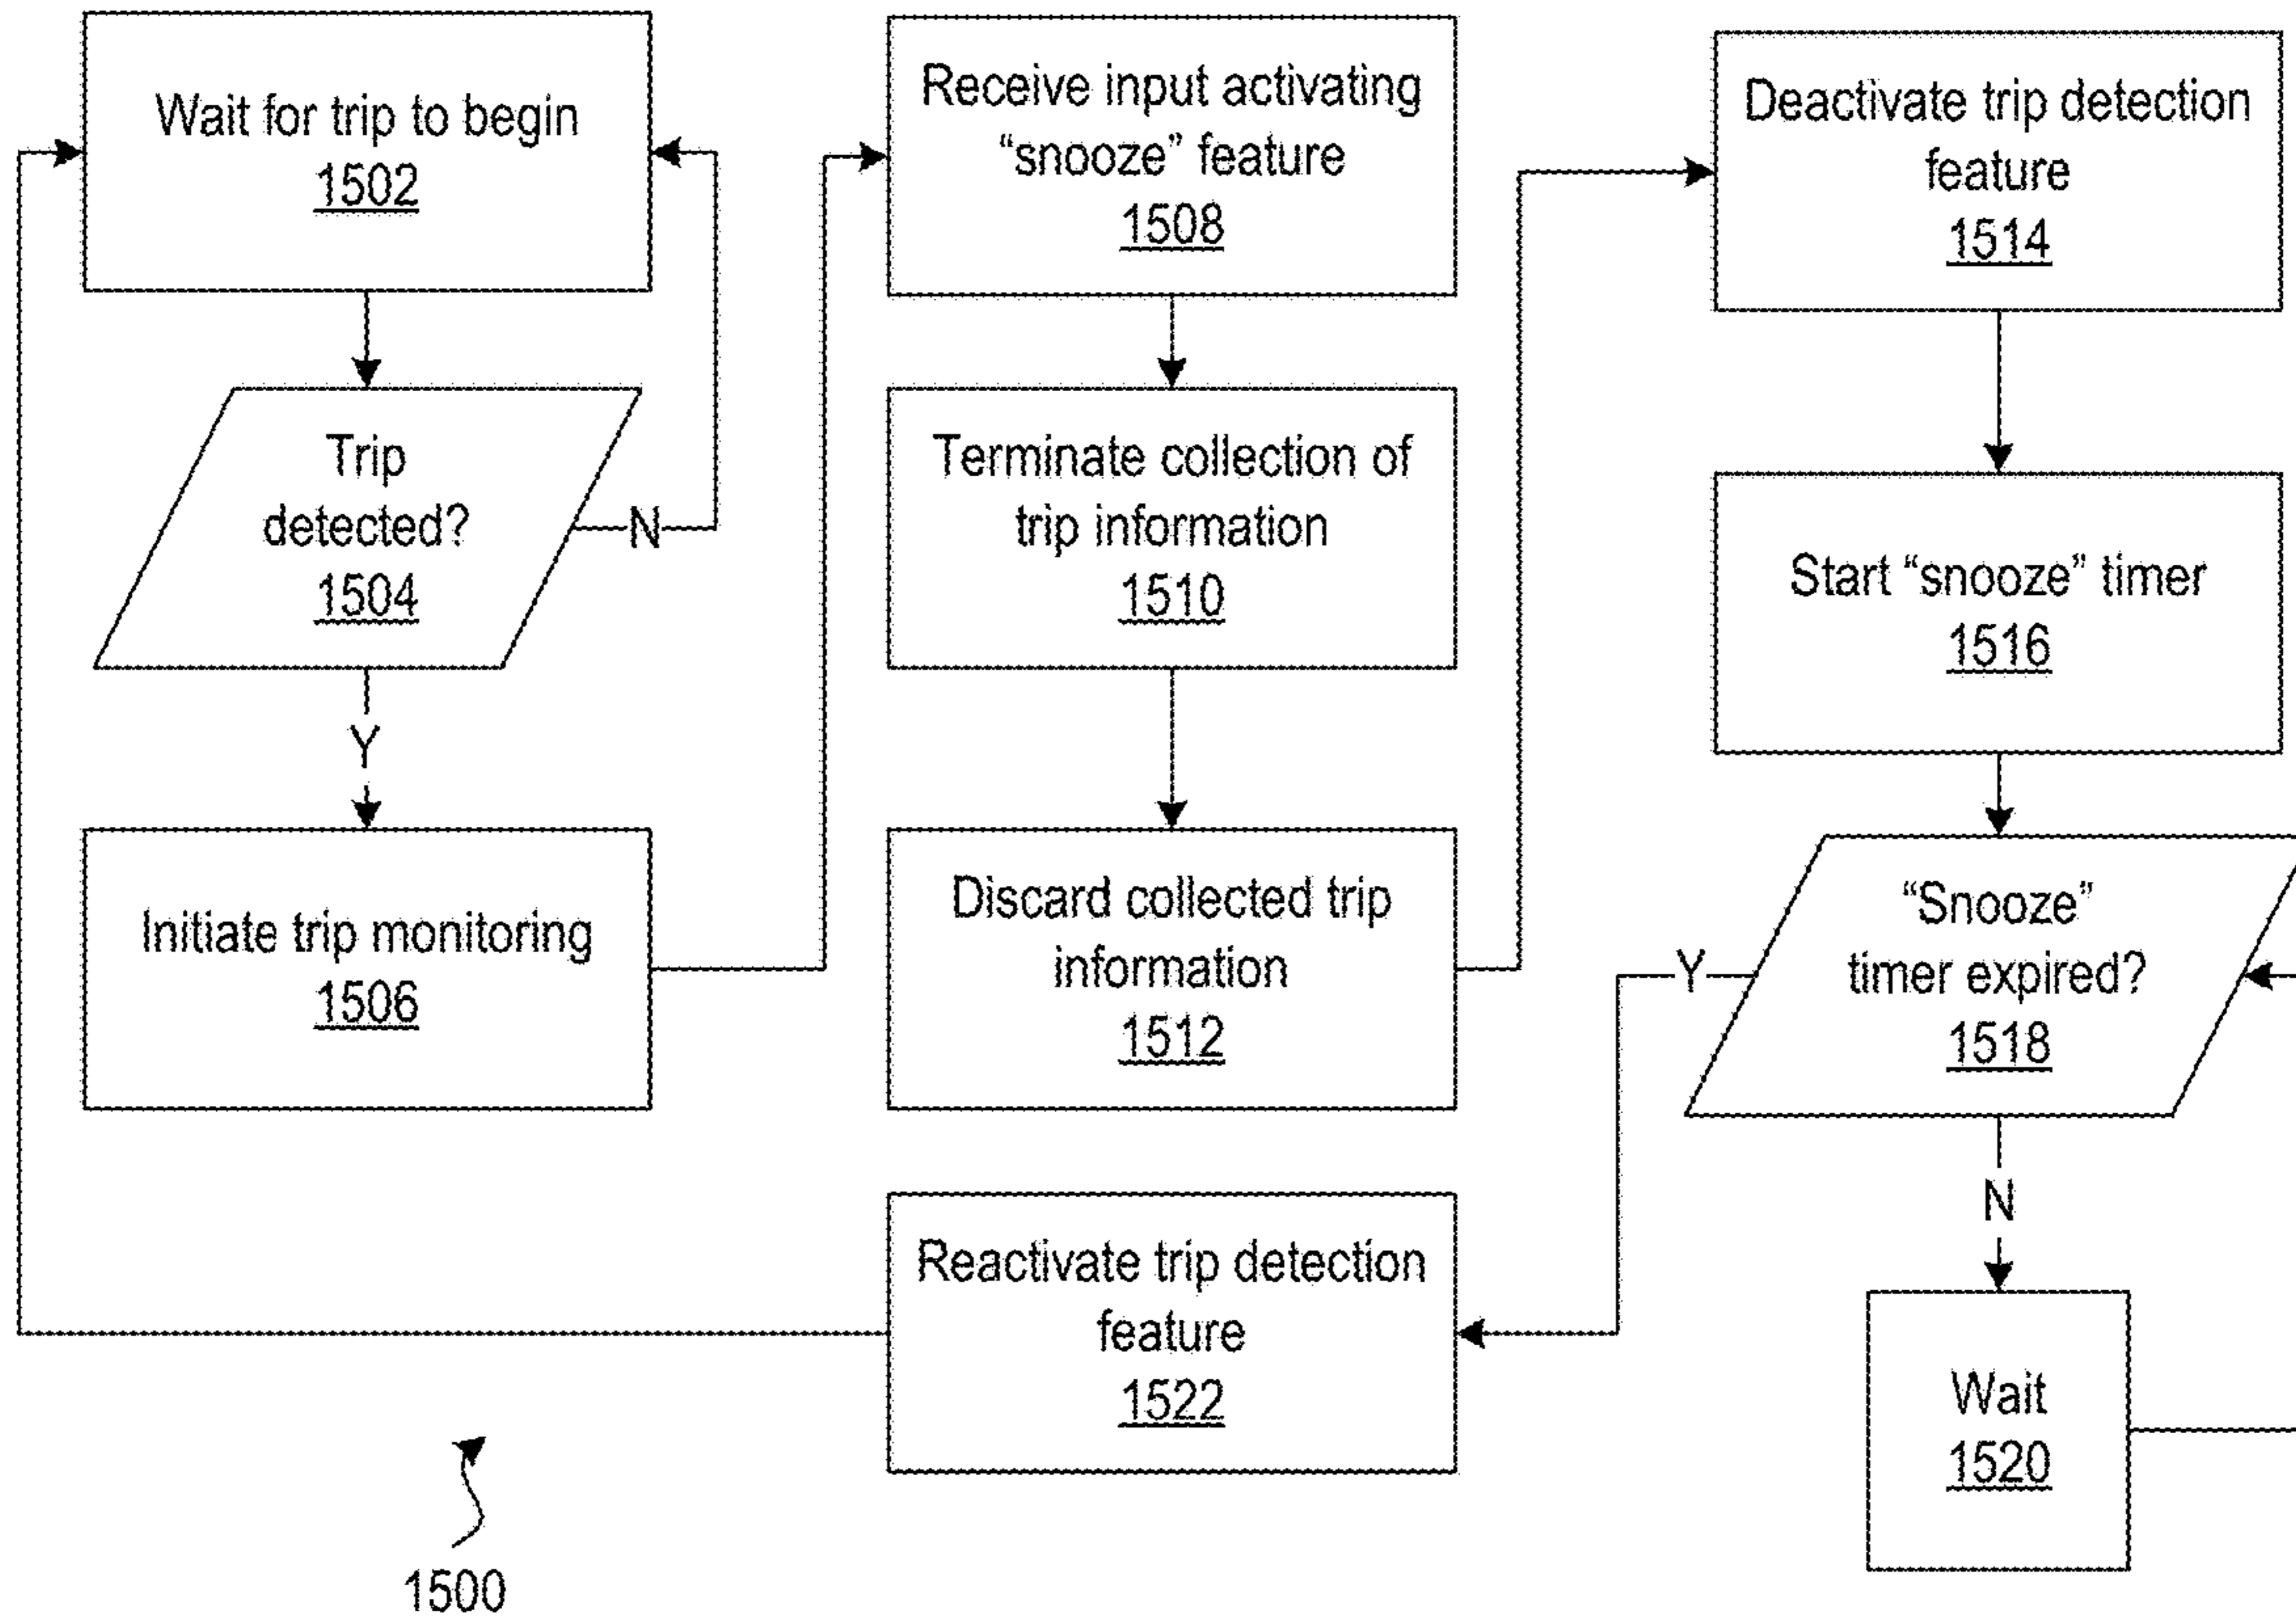 Wait for trip to begin
1502
Trip
detected?
1504
N
Y
Initiate trip monitoring
1506
Receive input activating
“snooze” feature
1508
Terminate collection of
trip information
1510
Discard collected trip
information
1512
Deactivate trip detection
feature
1514
Start “snooze” timer
1516
“Snooze”
timer expired?
1518
Y
N
Wait
1520
Reactivate trip detection
feature
1522
1500